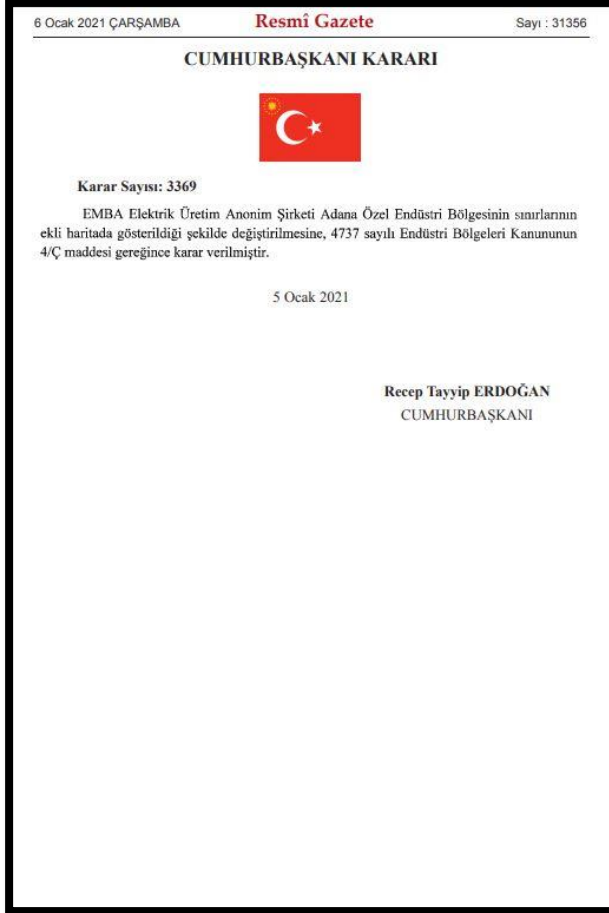 6 Ocak 2021 ÇARŞAMBA Resmî Gazete Sayı : 31356
CUMHURBAŞKANI KARARI
Karar Sayısı: 3369
EMBA Elektrik Üretim Anonim Şirketi Adana Özel Endüstri Bölgesinin sınırlarının
ekli haritada gösterildiği şekilde değiştirilmesine, 4737 sayılı Endüstri Bölgeleri Kanununun
4/Ç maddesi gereğince karar verilmiştir.
5 Ocak 2021
Recep Tayyip ERDOĞAN
CUMHURBAŞKANI